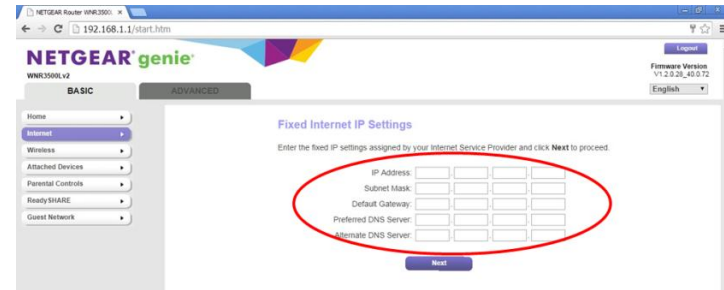 NETGEAR Router WNR3500L
192.168.1.1/start.htm
NETGEAR genie
Logout
WNR3500Lv2
Firmware Version
V1.2.0.28_40.0.72
BASIC
ADVANCED
English
Home
Internet
Wireless
Attached Devices
Parental Controls
ReadySHARE
Guest Network
Fixed Internet IP Settings
Enter the fixed IP settings assigned by your Internet Service Provider and click Next to proceed.
IP Address:
Subnet Mask:
Default Gateway:
Preferred DNS Server:
Alternate DNS Server:
Next